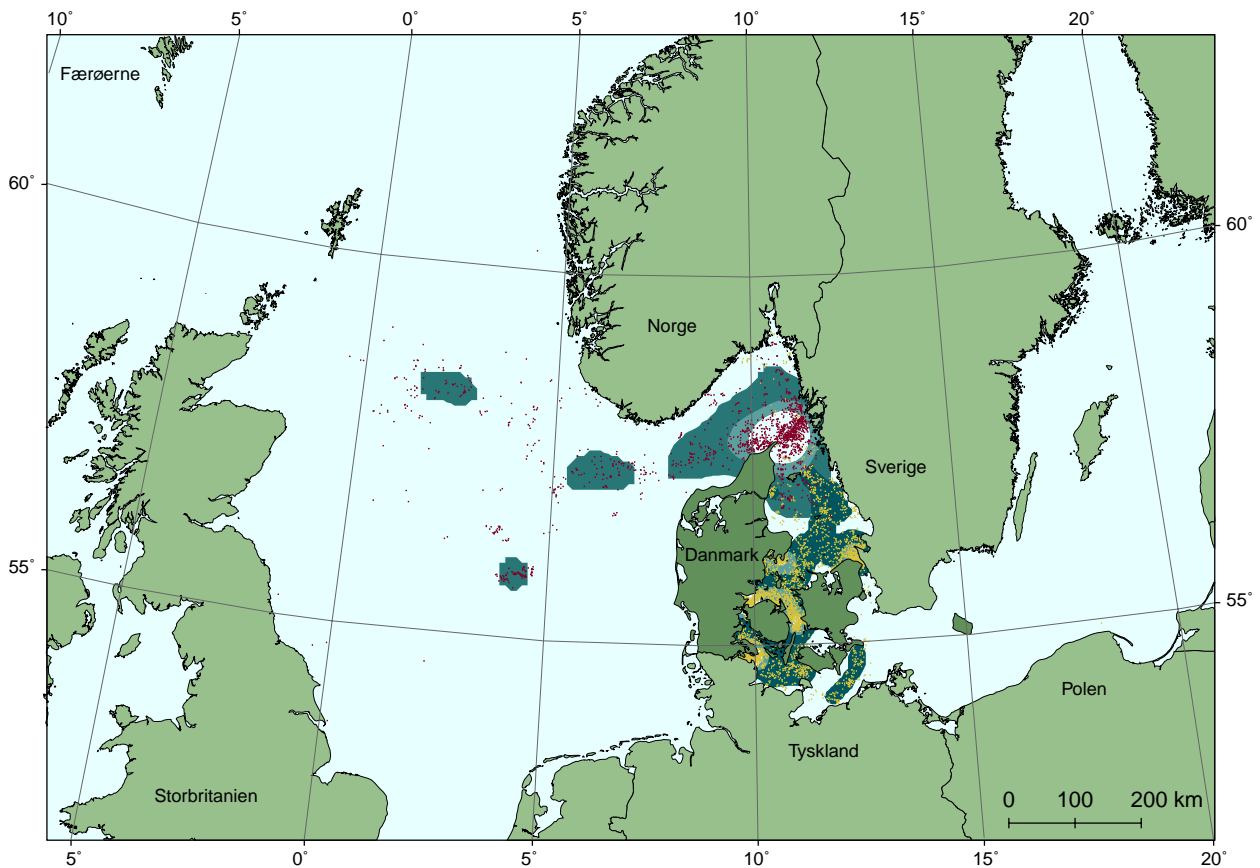 10° 5° 0° 5° 10° 15° 20°
Færøerne
60°
60°
Norge
Sverige
55°
Danmark
55°
Polen
Tyskland
Storbritanien
0 100 200 km
5° 0° 5° 10° 15° 20°